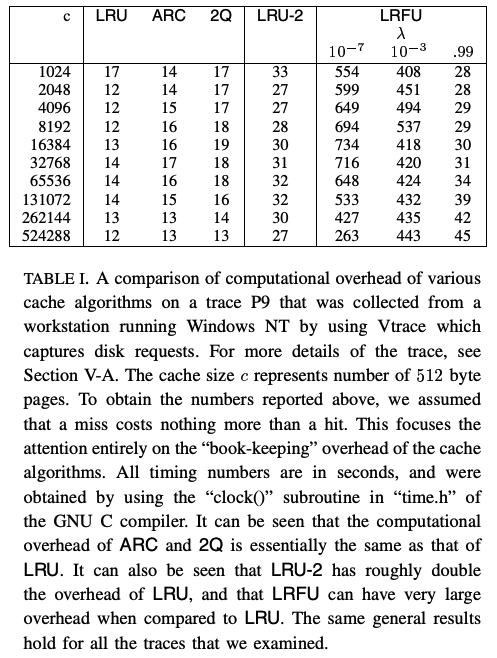 c LRU ARC 2Q LRU-2 LRFU
λ
10⁻⁷ 10⁻³ .99
1024 17 14 17 33 554 408 28
2048 12 14 17 27 599 451 28
4096 12 15 17 27 649 494 29
8192 12 16 18 28 694 537 29
16384 13 16 19 30 734 418 30
32768 14 17 18 31 716 420 31
65536 14 16 18 32 648 424 34
131072 14 15 16 32 533 432 39
262144 13 13 14 30 427 435 42
524288 12 13 13 27 263 443 45
TABLE I. A comparison of computational overhead of various
cache algorithms on a trace P9 that was collected from a
workstation running Windows NT by using Vtrace which
captures disk requests. For more details of the trace, see
Section V-A. The cache size c represents number of 512 byte
pages. To obtain the numbers reported above, we assumed
that a miss costs nothing more than a hit. This focuses the
attention entirely on the “book-keeping” overhead of the cache
algorithms. All timing numbers are in seconds, and were
obtained by using the “clock()” subroutine in “time.h” of
the GNU C compiler. It can be seen that the computational
overhead of ARC and 2Q is essentially the same as that of
LRU. It can also be seen that LRU-2 has roughly double
the overhead of LRU, and that LRFU can have very large
overhead when compared to LRU. The same general results
hold for all the traces that we examined.